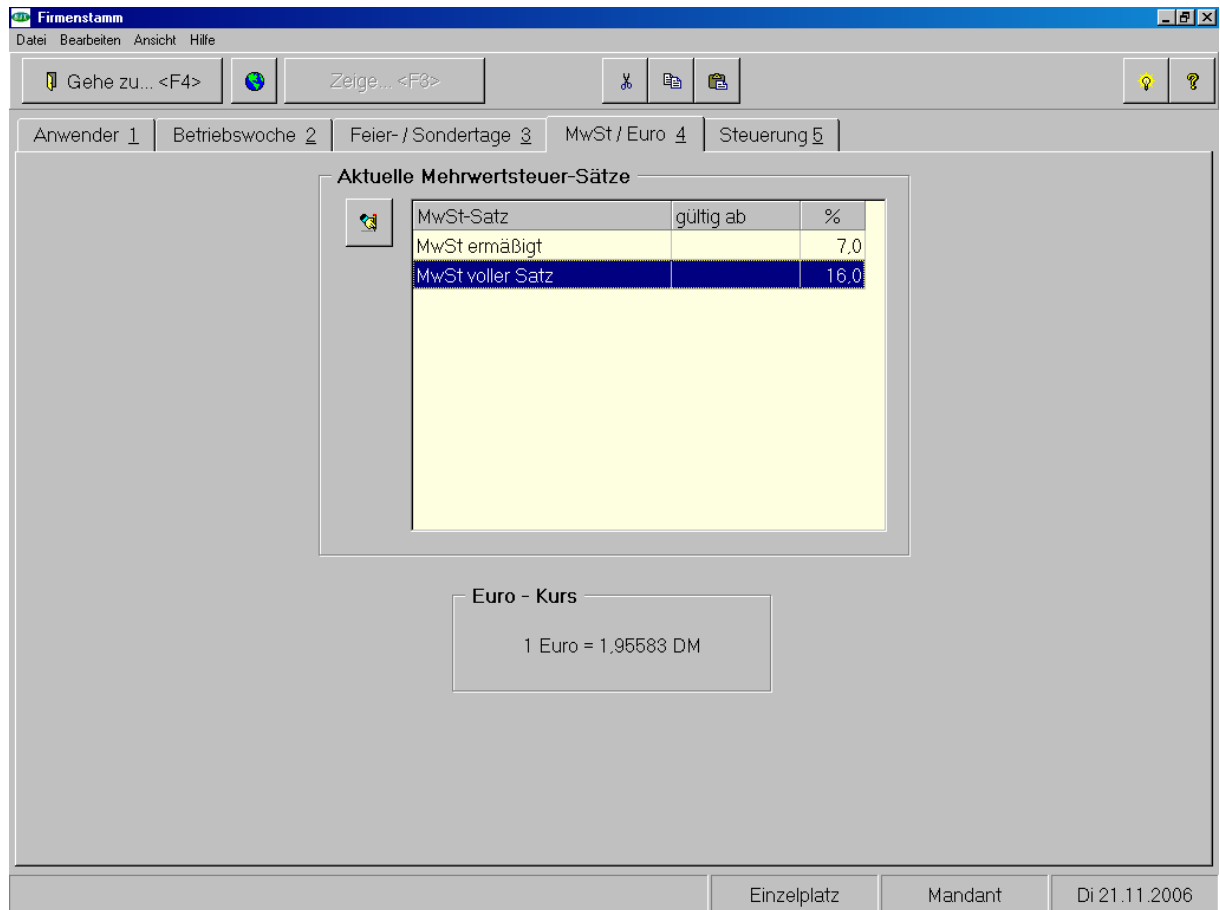 Firmenstamm
Datei Bearbeiten Ansicht Hilfe
Gehe zu... <F4> Zeige... <F3>
Anwender 1 Betriebswoche 2 Feier- / Sondertage 3 MwSt / Euro 4 Steuerung 5
Aktuelle Mehrwertsteuer-Sätze
MwSt-Satz gültig ab %
MwSt ermäßigt 7,0
MwSt voller Satz 16,0
Euro - Kurs
1 Euro = 1,95583 DM
Einzelplatz Mandant Di 21.11.2006